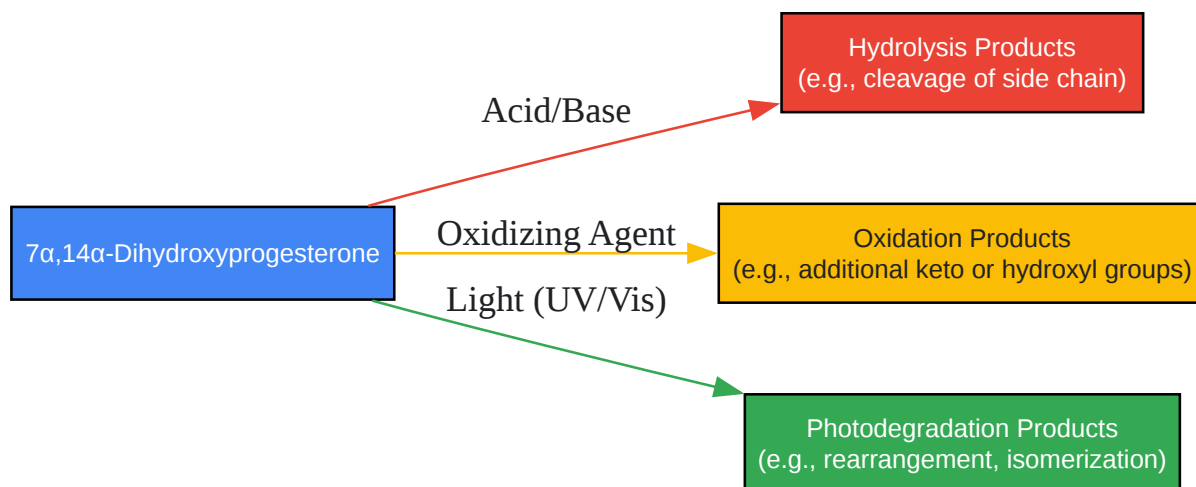 Hydrolysis Products
(e.g., cleavage of side chain)
Acid/Base
7α,14α-Dihydroxyprogesterone
Oxidizing Agent
Oxidation Products
(e.g., additional keto or hydroxyl groups)
Light (UV/Vis)
Photodegradation Products
(e.g., rearrangement, isomerization)